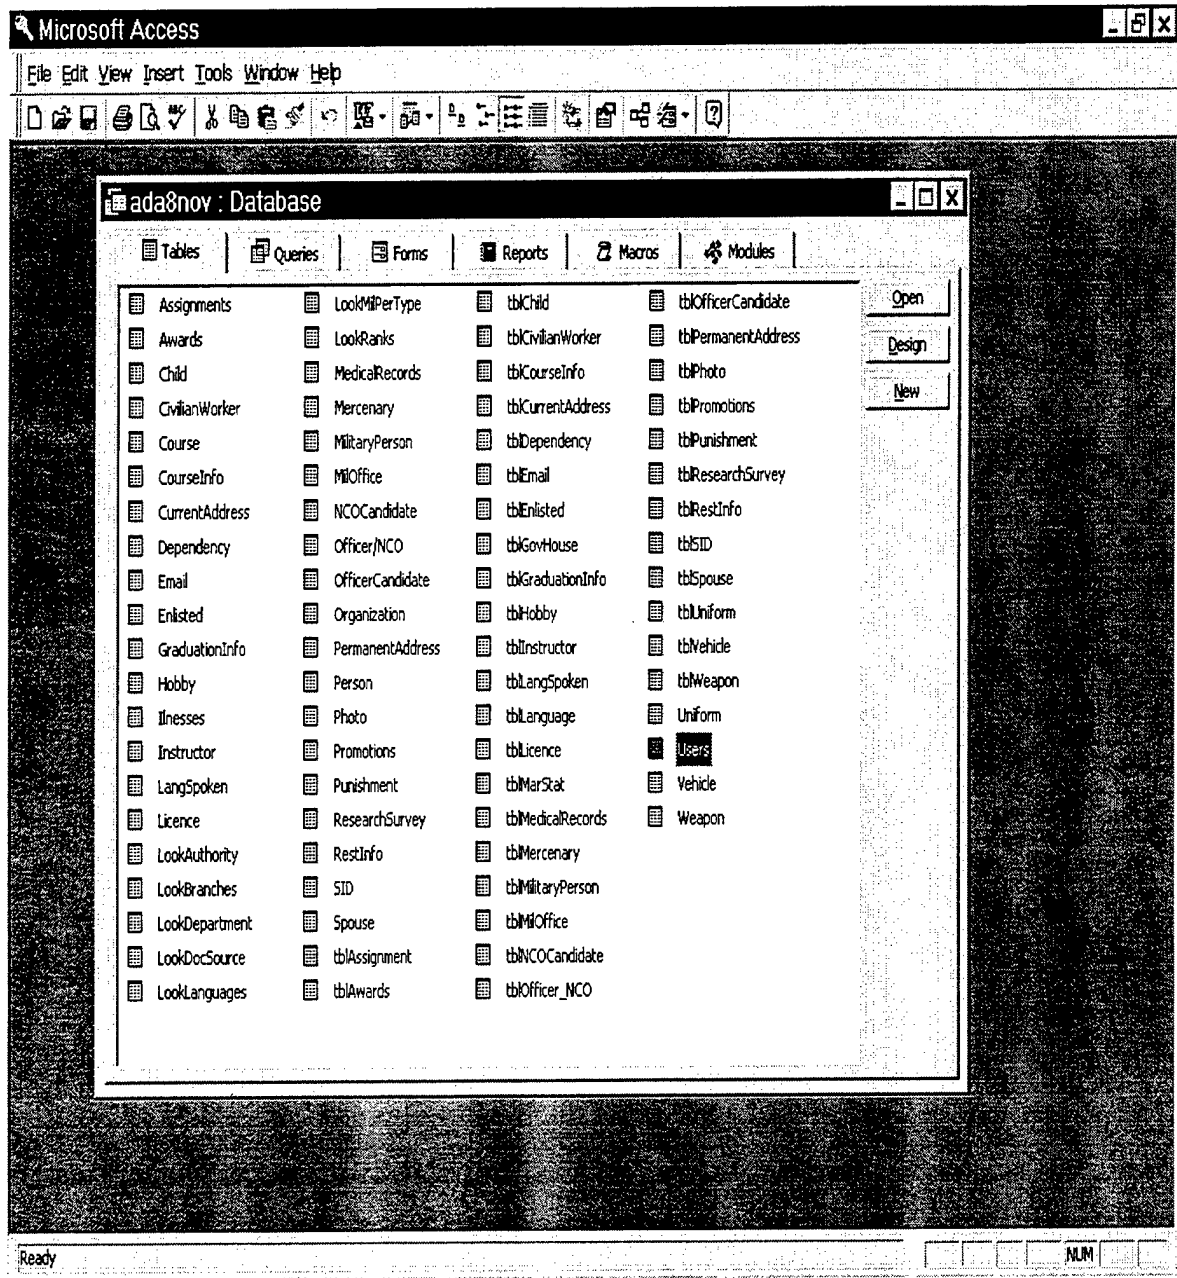 Microsoft Access
File Edit View Insert Tools Window Help
ada8nov : Database
Tables Queries Forms Reports Macros Modules
Assignments LookMilPerType tblChild tblOfficerCandidate Open
Awards LookRanks tblCivilianWorker tblPermanentAddress Design
Child MedicalRecords tblCourseInfo tblPhoto New
CivilianWorker Mercenary tblCurrentAddress tblPromotions
Course MilitaryPerson tblDependency tblPunishment
CourseInfo MilOffice tblEmail tblResearchSurvey
CurrentAddress NCOCandidate tblEnlisted tblRestInfo
Dependency Officer/NCO tblGovHouse tblSID
Email OfficerCandidate tblGraduationInfo tblSpouse
Enlisted Organization tblHobby tblUniform
GraduationInfo PermanentAddress tblInstructor tblVehicle
Hobby Person tblLangSpoken tblWeapon
Ilnesses Photo tblLanguage Uniform
Instructor Promotions tblLicence Users
LangSpoken Punishment tblMarStat Vehicle
Licence ResearchSurvey tblMedicalRecords Weapon
LookAuthority RestInfo tblMercenary
LookBranches SID tblMilitaryPerson
LookDepartment Spouse tblMilOffice
LookDocSource tblAssignment tblNCOCandidate
LookLanguages tblAwards tblOfficer_NCO
Ready NUM